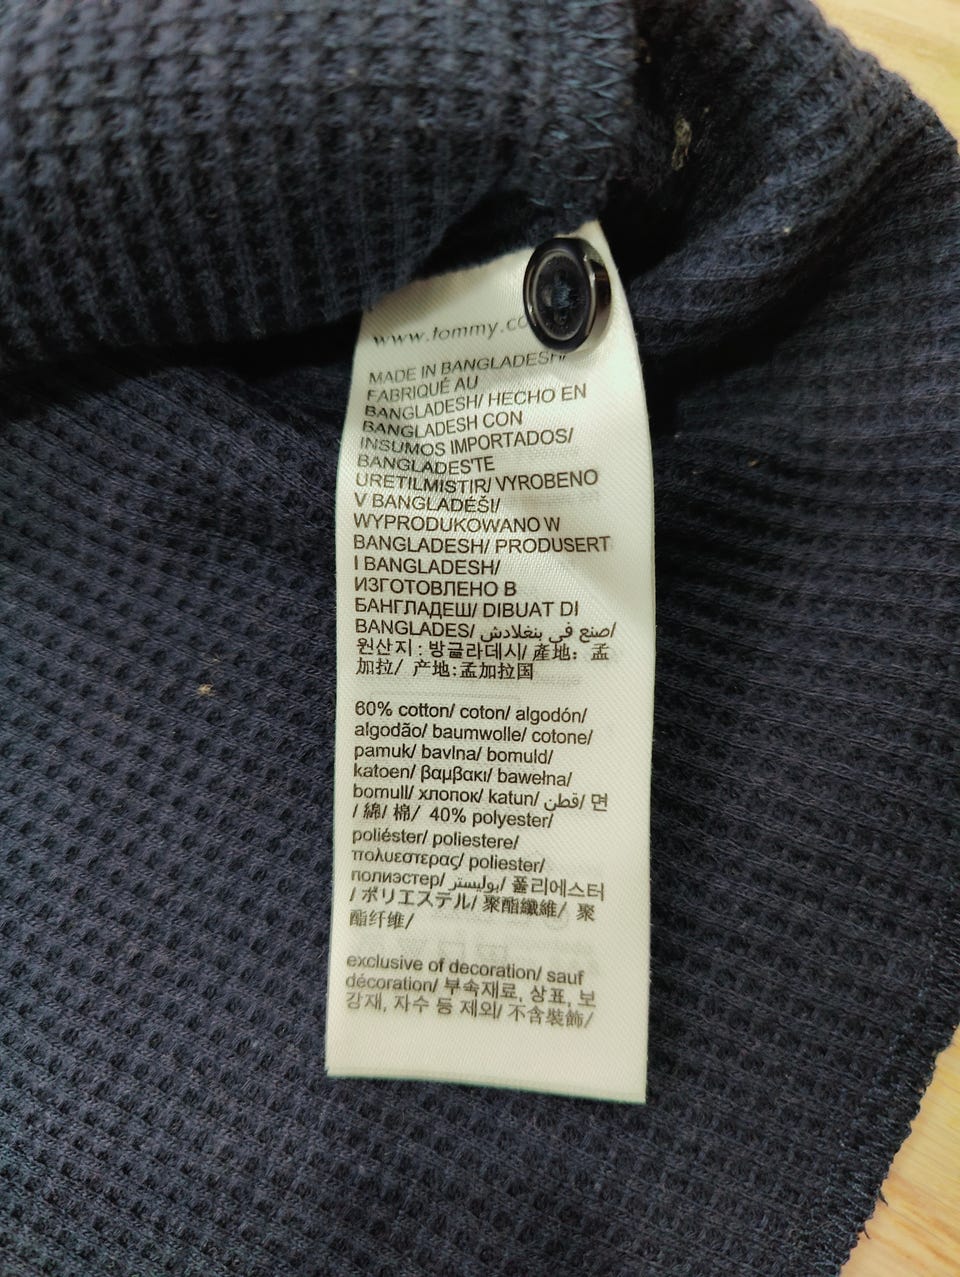 www.tommy.co
MADE IN BANGLADESH/
FABRIQUÉ AU
BANGLADESH/ HECHO EN
BANGLADESH CON
INSUMOS IMPORTADOS/
BANGLADEŞ'TE
ÜRETİLMİŞTİR/ VYROBENO
V BANGLADÉŠI/
WYPRODUKOWANO W
BANGLADESH/ PRODUSERT
I BANGLADESH/
ИЗГОТОВЛЕНО В
БАНГЛАДЕШ/ DIBUAT DI
BANGLADES/ صنع في بنغلادش/
원산지 : 방글라데시/ 產地: 孟
加拉/ 产地:孟加拉国
60% cotton/ coton/ algodón/
algodão/ baumwolle/ cotone/
pamuk/ bavlna/ bomuld/
katoen/ βαμβακι/ bawełna/
bomull/ хлопок/ katun/ قطن/ 면
/ 綿/ 棉/ 40% polyester/
poliéster/ poliestere/
πολυεστερας/ poliester/
полиэстер/ بوليستر/ 폴리에스터
/ ポリエステル/ 聚酯纖維/ 聚
酯纤维/
exclusive of decoration/ sauf
décoration/ 부속재료, 상표, 보
강재, 자수 등 제외/ 不含裝飾/